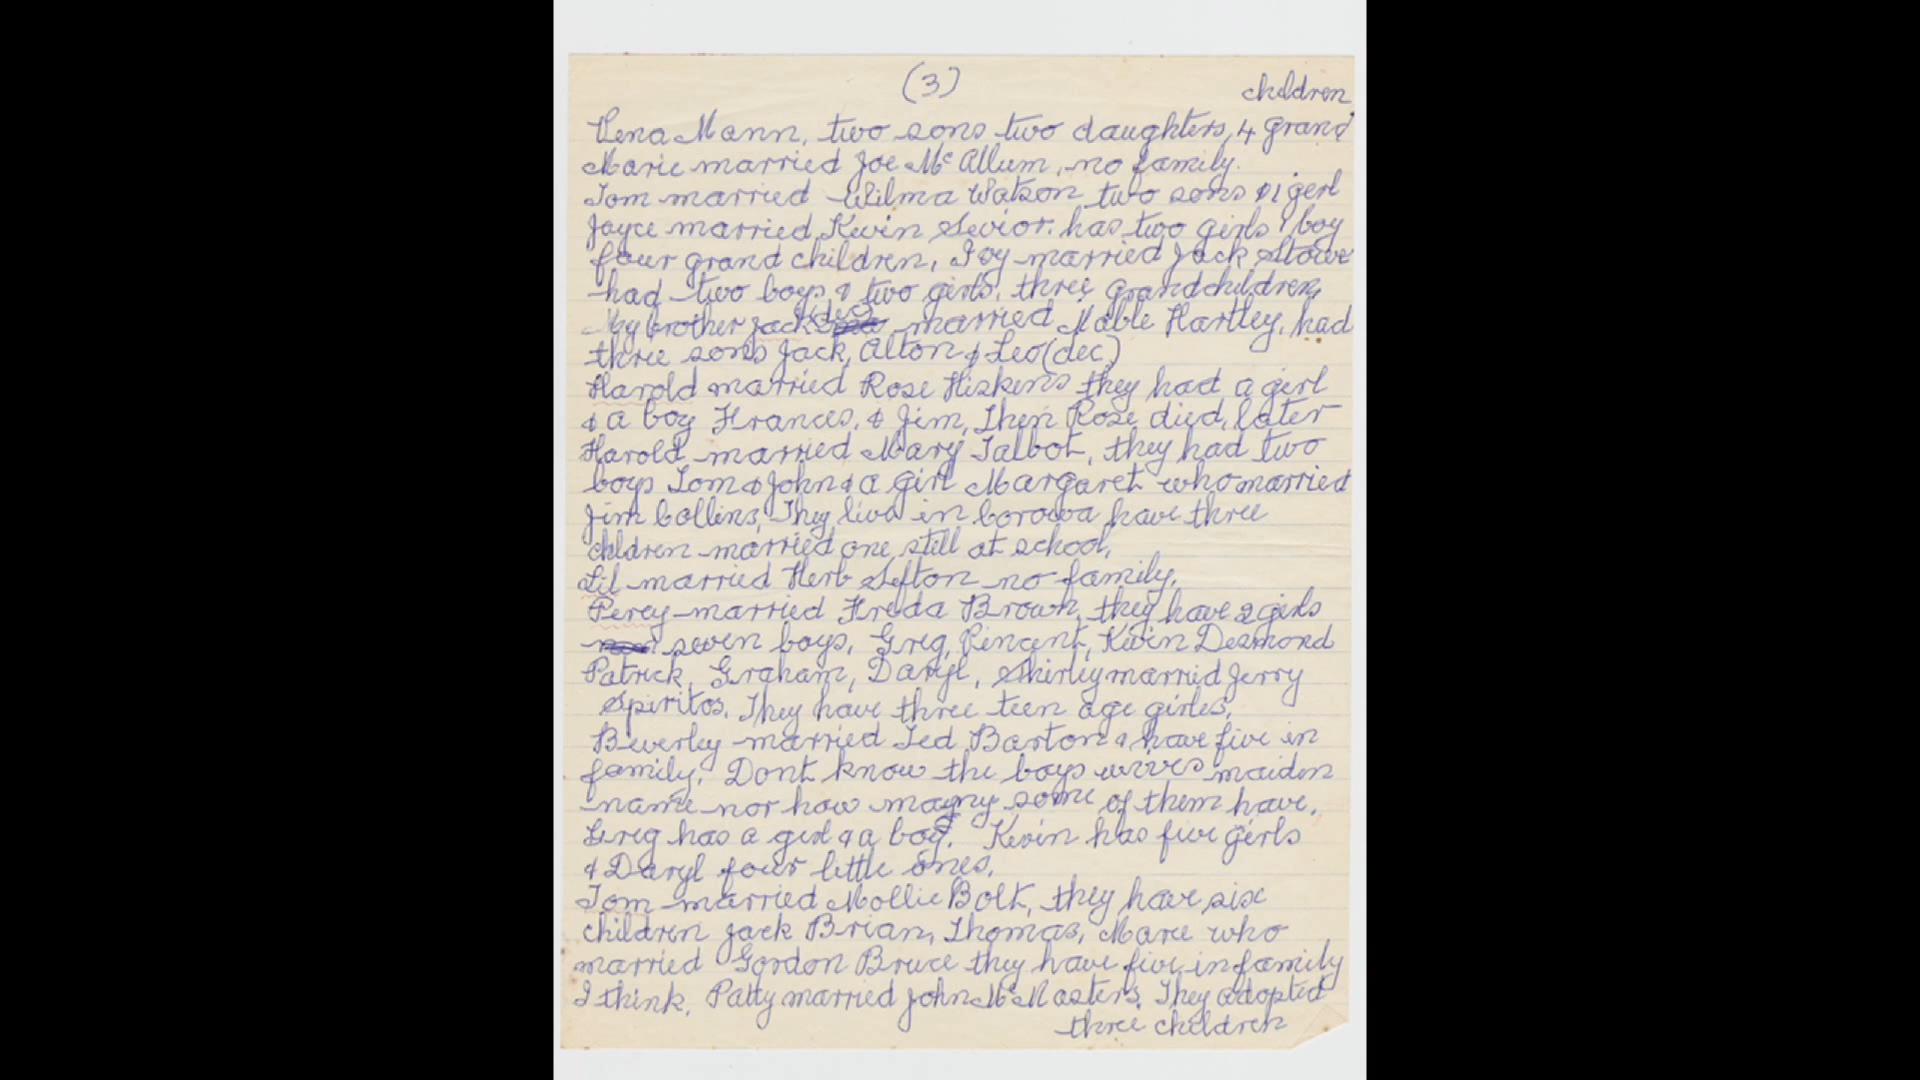 (3)
children
Vena Mann, two sons two daughters, 4 grand
Marie married Joe McAllum, no family.
Tom married Wilma Watson two sons & 1 girl
Joyce married Kevin Sevior. has two girls 1 boy
four grand children, Ivy married Jack Stowe
had two boys & two girls, three grandchildren,
My brother Jack (dec) married Mable Hartley, had
three sons Jack, Alton & Leo (dec)
Harold married Rose Hiskens they had a girl
& a boy Frances, & Jim, Then Rose died, later
Harold married Mary Talbot, they had two
boys Tom & John & a girl Margaret who married
Jim Collins, They live in Corowa have three
children married one still at school,
Lil married Herb Sefton no family,
Percy married Freda Brown, they have 2 girls
seven boys, Greg, Vincent, Kevin Desmond
Patrick, Graham, Daryl, Shirley married Jerry
Spiritos. They have three teen age girles,
Beverley married Ted Barton & have five in
family, Dont know the boys wives maiden
name nor how many some of them have,
Greg has a girl & a boy. Kevin has five girls
& Daryl four little ones,
Tom married Mollie Bolt, they have six
children Jack Brian, Thomas, Marie who
married Gordon Bruce they have five in family
I think, Patty married John McMasters, They adopted
three children